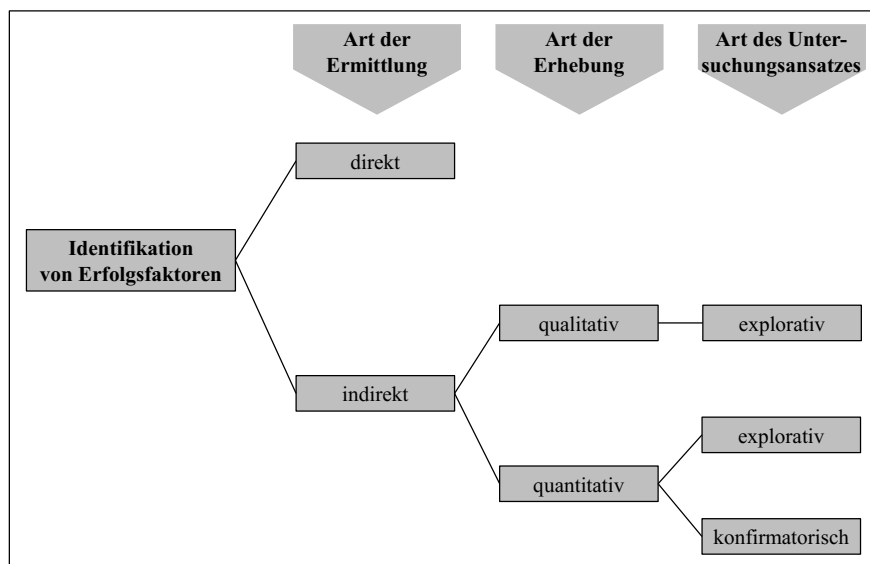 Art der
Ermittlung
Art der
Erhebung
Art des Unter-
suchungsansatzes
direkt
Identifikation
von Erfolgsfaktoren
qualitativ
explorativ
indirekt
explorativ
quantitativ
konfirmatorisch